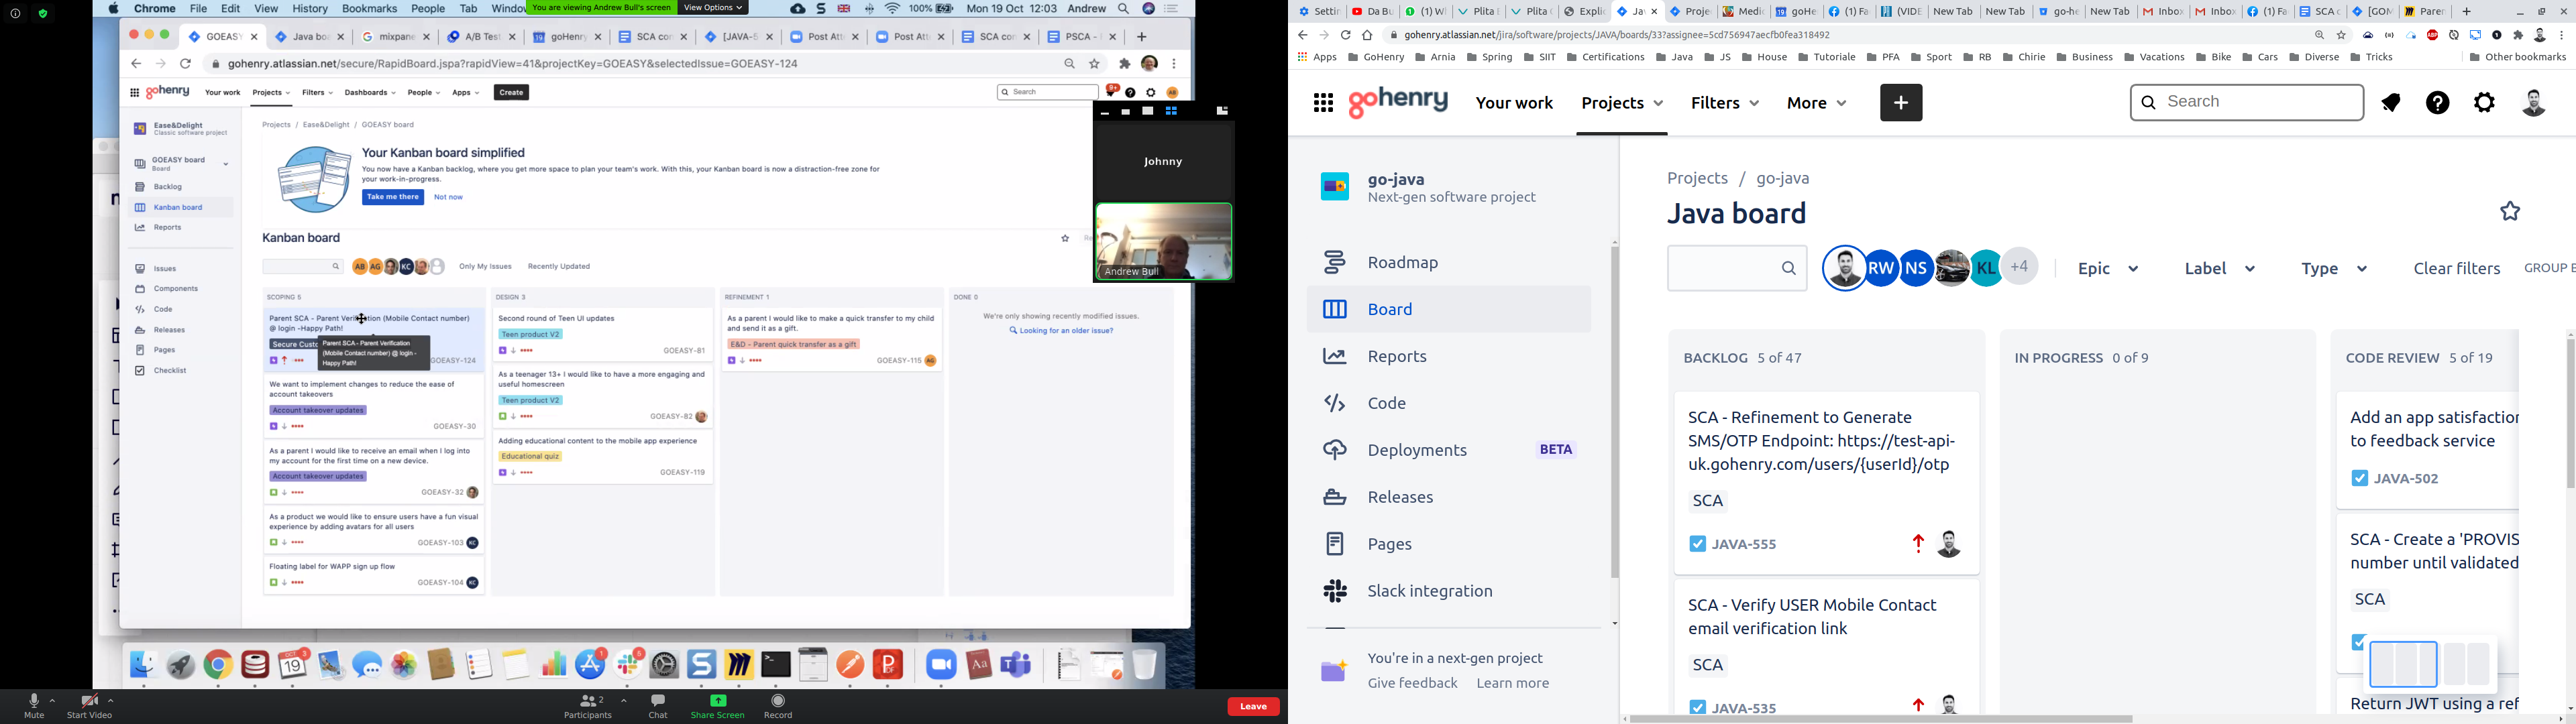 Chrome File Edit View History Bookmarks People Tab Window
You are viewing Andrew Bull's screen View Options
100% Mon 19 Oct 12:03 Andrew
GOEASY Java boa mixpane A/B Test goHenry SCA con [JAVA-5 Post Att Post Att SCA con PSCA -
gohenry.atlassian.net/secure/RapidBoard.jspa?rapidView=41&projectKey=GOEASY&selectedIssue=GOEASY-124
gohenry Your work Projects Filters Dashboards People Apps Create Search 9+ AB
Ease&Delight
Classic software project
GOEASY board
Board
Backlog
Kanban board
Reports
Issues
Components
Code
Releases
Pages
Checklist
Projects / Ease&Delight / GOEASY board
Your Kanban board simplified
You now have a Kanban backlog, where you get more space to plan your team's work. With this, your Kanban board is now a distraction-free zone for
your work-in-progress.
Take me there Not now
Kanban board
AB AG KC Only My Issues Recently Updated
SCOPING 5
Parent SCA - Parent Verification (Mobile Contact number)
@ login -Happy Path!
Secure Custo
Parent SCA - Parent Verification
(Mobile Contact number) @ login -
Happy Path!
GOEASY-124
We want to implement changes to reduce the ease of
account takeovers
Account takeover updates
GOEASY-30
As a parent I would like to receive an email when I log into
my account for the first time on a new device.
Account takeover updates
GOEASY-32
As a product we would like to ensure users have a fun visual
experience by adding avatars for all users
GOEASY-103 KC
Floating label for WAPP sign up flow
GOEASY-104 KC
DESIGN 3
Second round of Teen UI updates
Teen product V2
GOEASY-81
As a teenager 13+ I would like to have a more engaging and
useful homescreen
Teen product V2
GOEASY-82
Adding educational content to the mobile app experience
Educational quiz
GOEASY-119
REFINEMENT 1
As a parent I would like to make a quick transfer to my child
and send it as a gift.
E&D - Parent quick transfer as a gift
GOEASY-115 AG
DONE 0
We're only showing recently modified issues.
Looking for an older issue?
Johnny
Andrew Bull
Mute Start Video Participants 2 Chat Share Screen Record Leave
Settin Da Bu (1) W Plita Plita Explic Jav Proje Medic goHe (1) Fa (VIDE New Tab New Tab go-he New Tab Inbox Inbox (1) Fa SCA c [GOM Paren
gohenry.atlassian.net/jira/software/projects/JAVA/boards/33?assignee=5cd756947aecfb0fea318492
Apps GoHenry Arnia Spring SIIT Certifications Java JS House Tutoriale PFA Sport RB Chirie Business Vacations Bike Cars Diverse Tricks Other bookmarks
gohenry Your work Projects Filters More + Search
go-java
Next-gen software project
Roadmap
Board
Reports
Code
Deployments BETA
Releases
Pages
Slack integration
You're in a next-gen project
Give feedback Learn more
Projects / go-java
Java board
RW NS KL +4 Epic Label Type Clear filters GROUP
BACKLOG 5 of 47
SCA - Refinement to Generate
SMS/OTP Endpoint: https://test-api-
uk.gohenry.com/users/{userId}/otp
SCA
JAVA-555
SCA - Verify USER Mobile Contact
email verification link
SCA
JAVA-535
IN PROGRESS 0 of 9
CODE REVIEW 5 of 19
Add an app satisfaction
to feedback service
JAVA-502
SCA - Create a 'PROVIS
number until validated
SCA
Return JWT using a ref